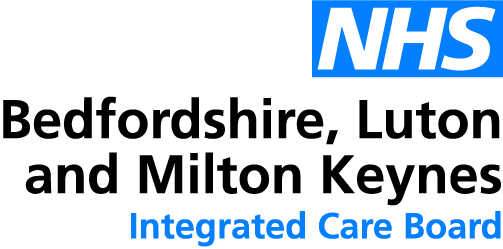 NHS
Bedfordshire, Luton
and Milton Keynes
Integrated Care Board